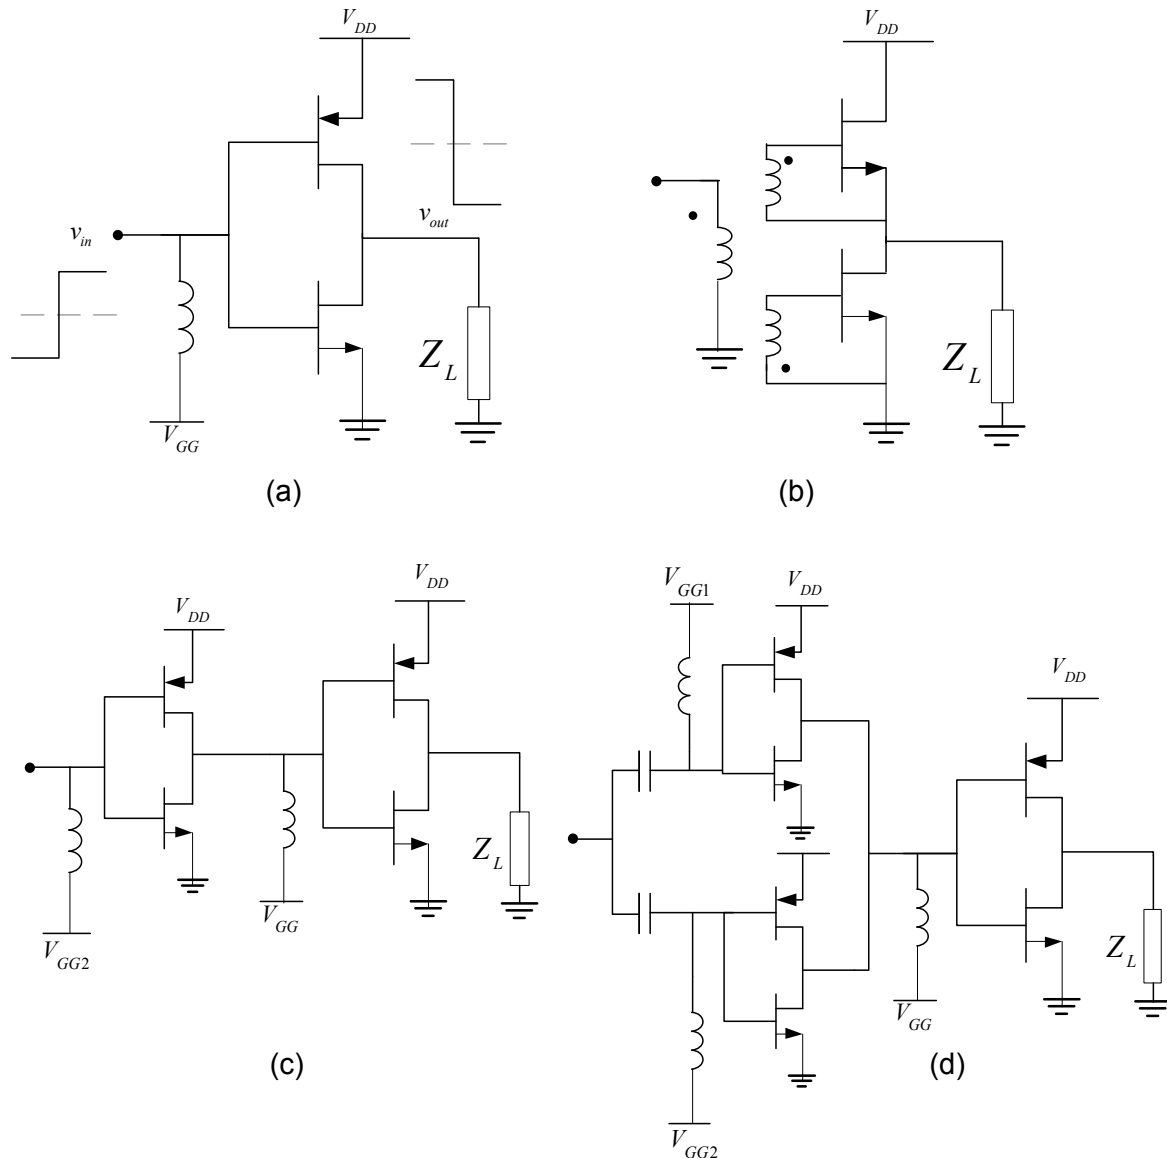 V_DD
v_in
v_out
Z_L
V_GG
(a)
V_DD
Z_L
(b)
V_DD
V_DD
Z_L
V_GG
V_GG2
(c)
V_GG1
V_DD
V_DD
Z_L
V_GG
V_GG2
(d)